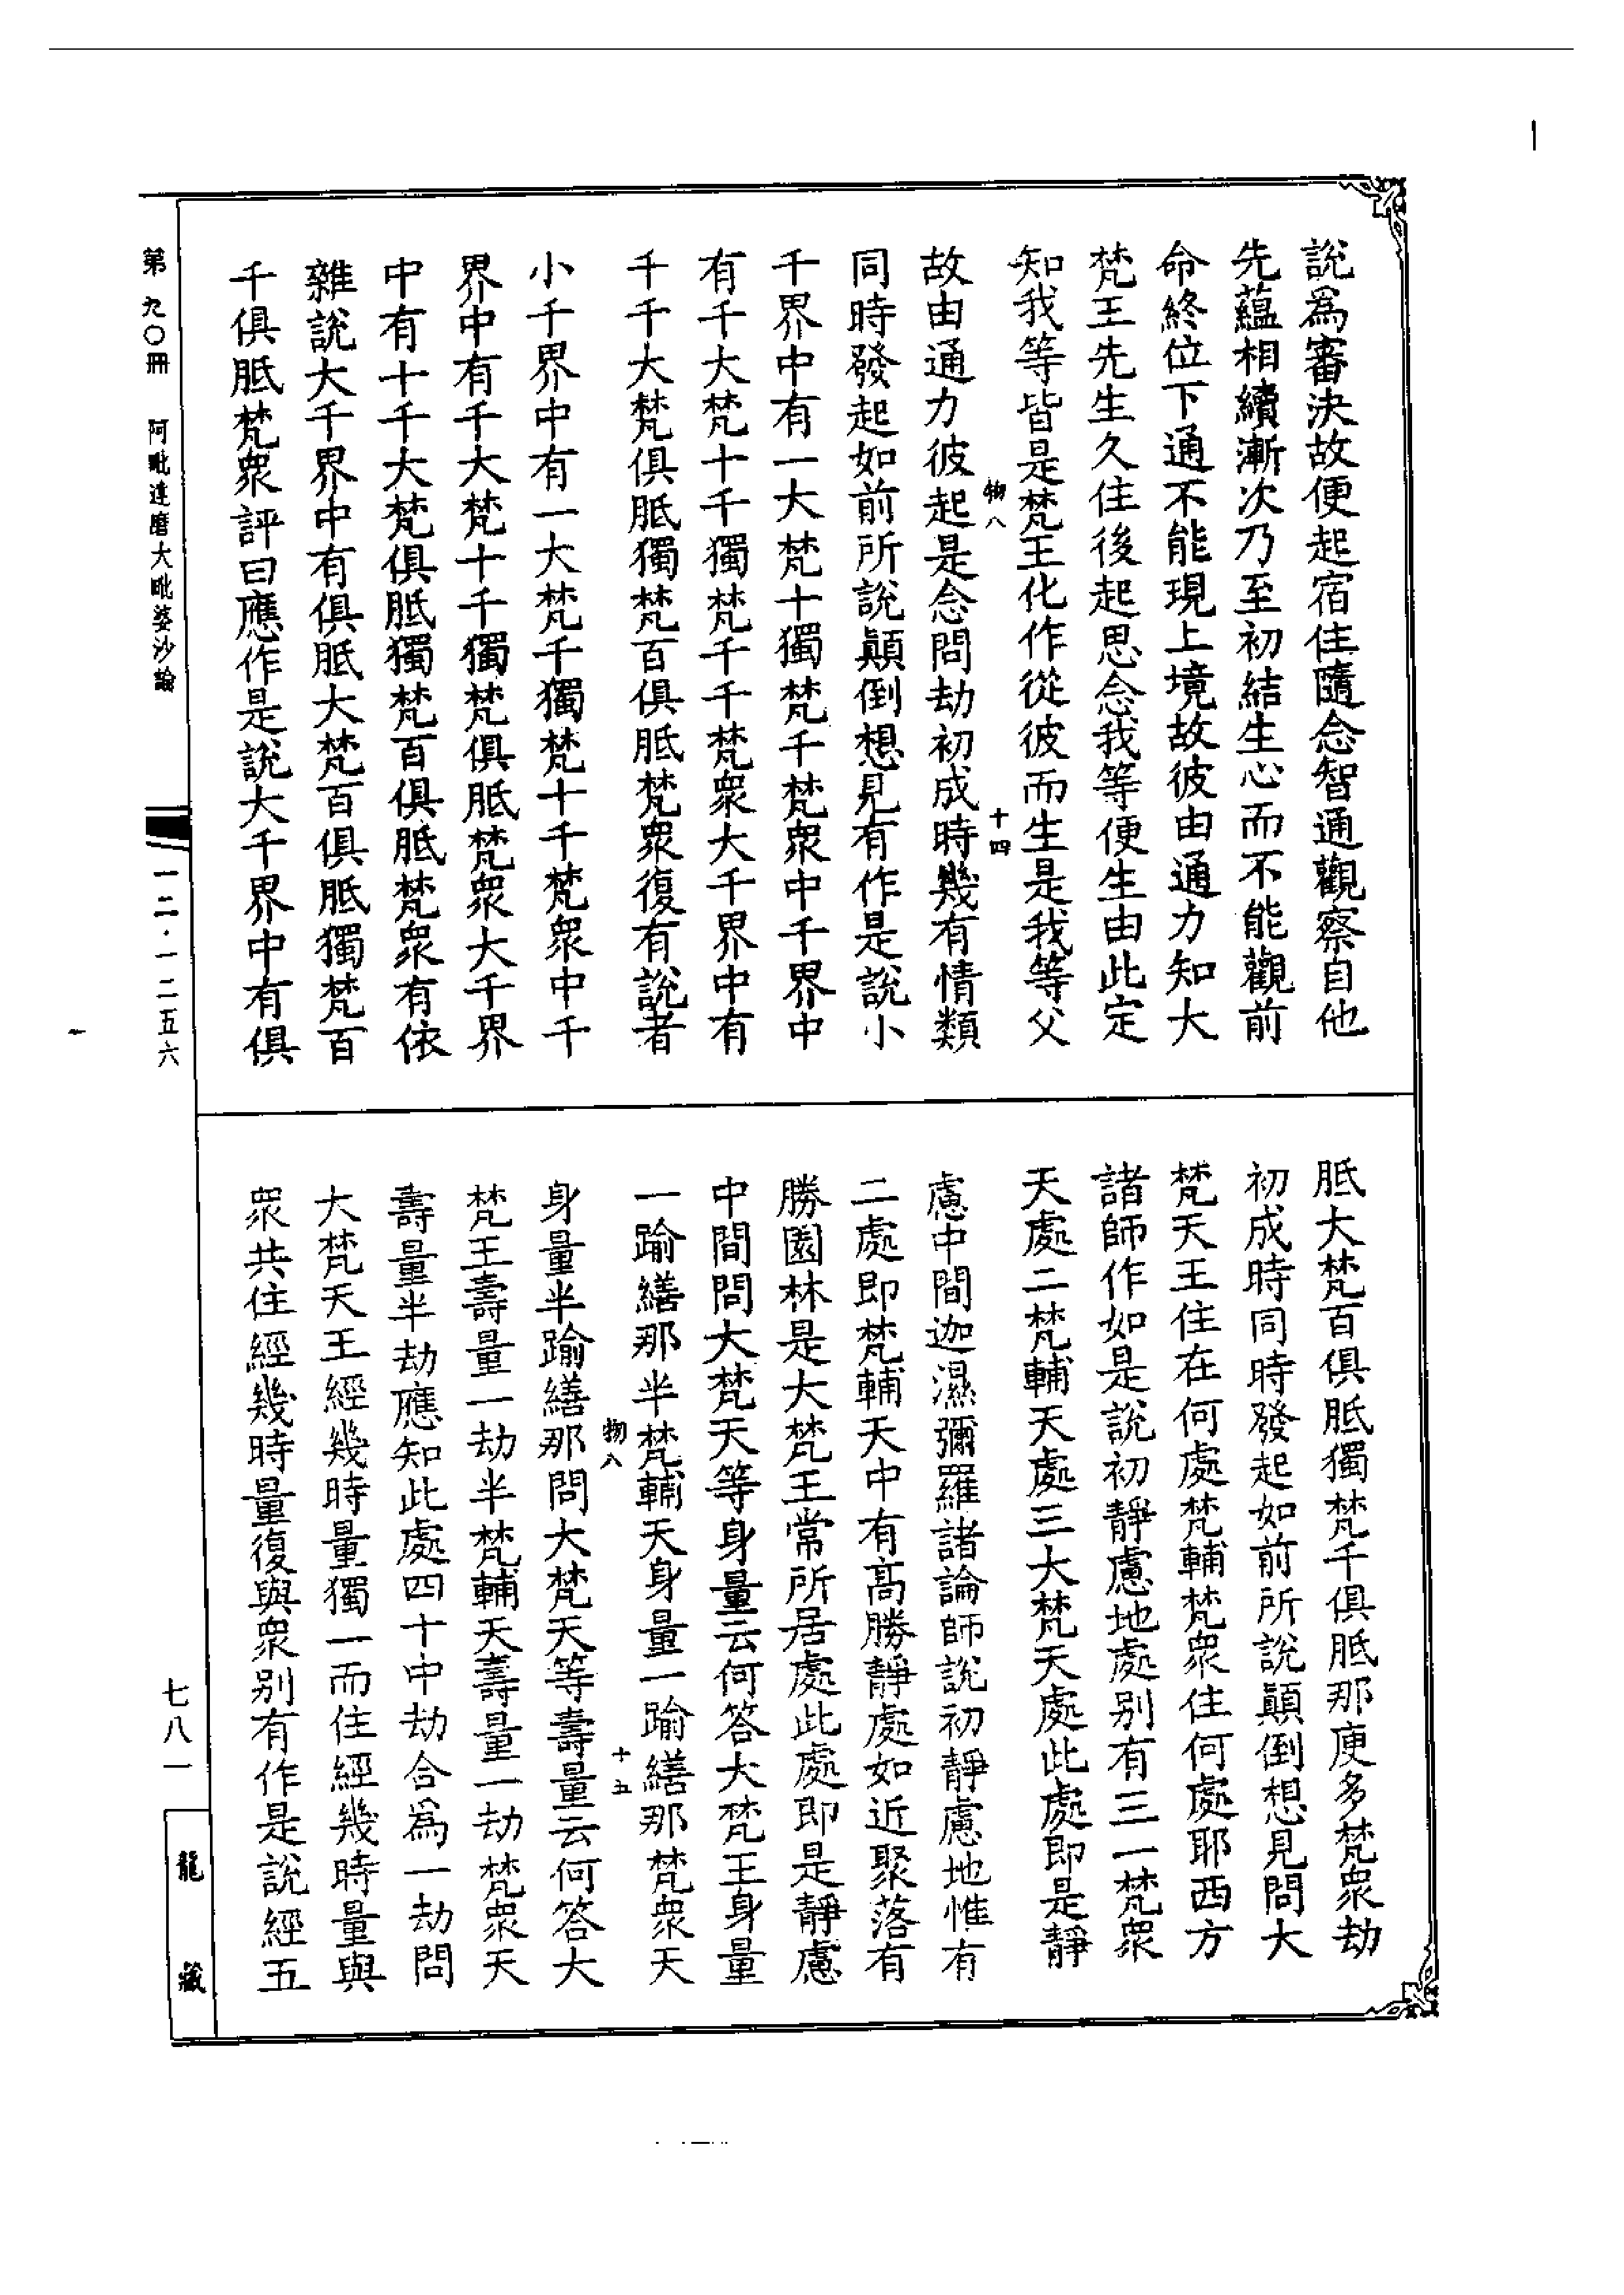 說爲審決故便起宿住隨念智通觀察自他
先蘊相續漸次乃至初結生心而不能觀前
命終位下通不能現上境故彼由通力知大
梵王先生久住後起思念我等便生由此定
知我等皆是梵王化作從彼而生是我等父
物八
十四
故由通力彼起是念問劫初成時幾有情類
同時發起如前所說顛倒想見有作是說小
千界中有一大梵十獨梵千梵衆中千界中
有千大梵十千獨梵千千梵衆大千界中有
千千大梵俱胝獨梵百俱胝梵衆復有說者
小千界中有一大梵千獨梵十千梵衆中千
界中有千大梵十千獨梵俱胝梵衆大千界
中有十千大梵俱胝獨梵百俱胝梵衆有依
雜說大千界中有俱胝大梵百俱胝獨梵百
千俱胝梵衆評曰應作是說大千界中有俱
第九〇冊
阿毗達磨大毗婆沙論
一二·一二五六
胝大梵百俱胝獨梵千俱胝那庾多梵衆劫
初成時同時發起如前所說顛倒想見問大
梵天王住在何處梵輔梵衆住何處耶西方
諸師作如是說初靜慮地處别有三一梵衆
天處二梵輔天處三大梵天處此處即是靜
慮中間迦濕彌羅諸論師說初靜慮地惟有
二處即梵輔天中有高勝靜處如近聚落有
勝園林是大梵王常所居處此處即是靜慮
中間問大梵天等身量云何答大梵王身量
一踰繕那半梵輔天身量一踰繕那梵衆天
物八
十五
身量半踰繕那問大梵天等壽量云何答大
梵王壽量一劫半梵輔天壽量一劫梵衆天
壽量半劫應知此處四十中劫合爲一劫問
大梵天王經幾時量獨一而住經幾時量與
衆共住經幾時量復與衆别有作是說經五
七八一
龍藏